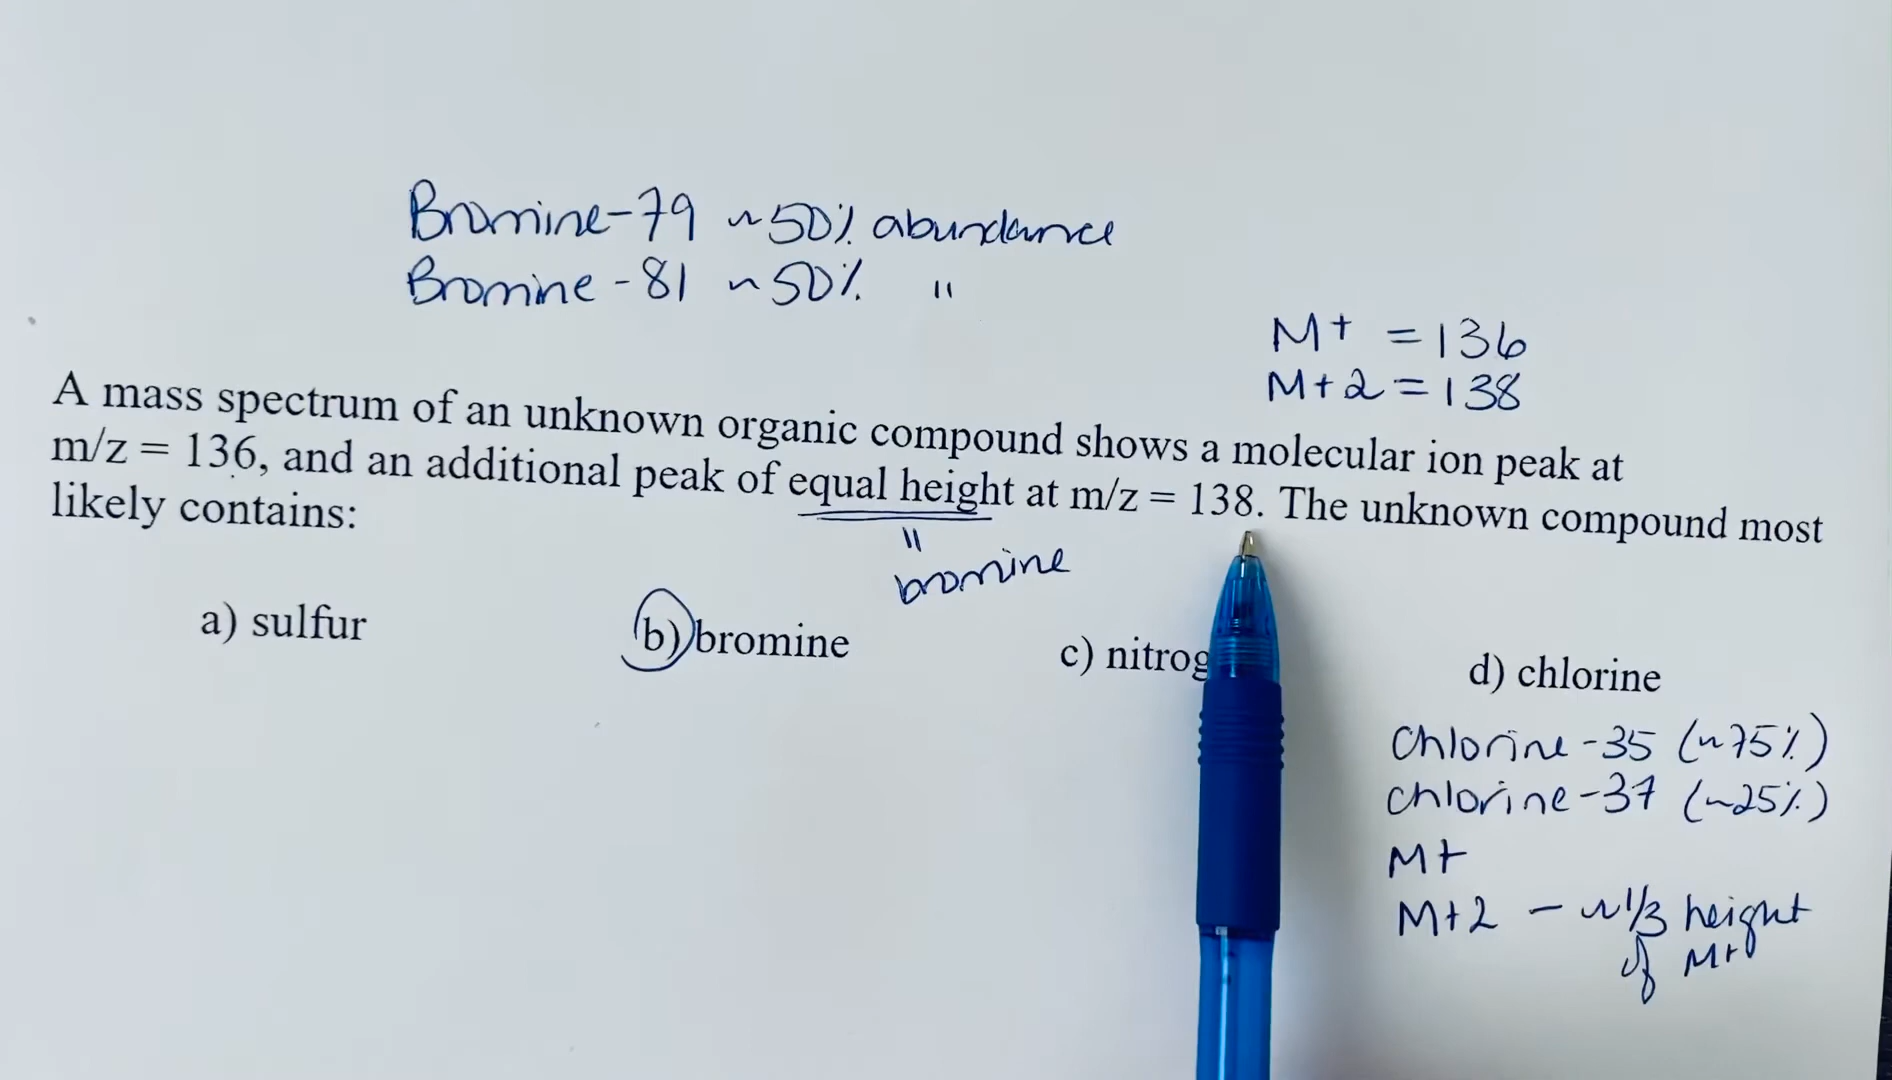 Bromine-79 ~50% abundance
Bromine-81 ~50% "
M+ = 136
M+2 = 138
A mass spectrum of an unknown organic compound shows a molecular ion peak at
m/z = 136, and an additional peak of equal height at m/z = 138. The unknown compound most
likely contains:
"
bromine
a) sulfur b) bromine c) nitrog d) chlorine
Chlorine-35 (~75%)
Chlorine-37 (~25%)
M+
M+2 - ~1/3 height
of M+